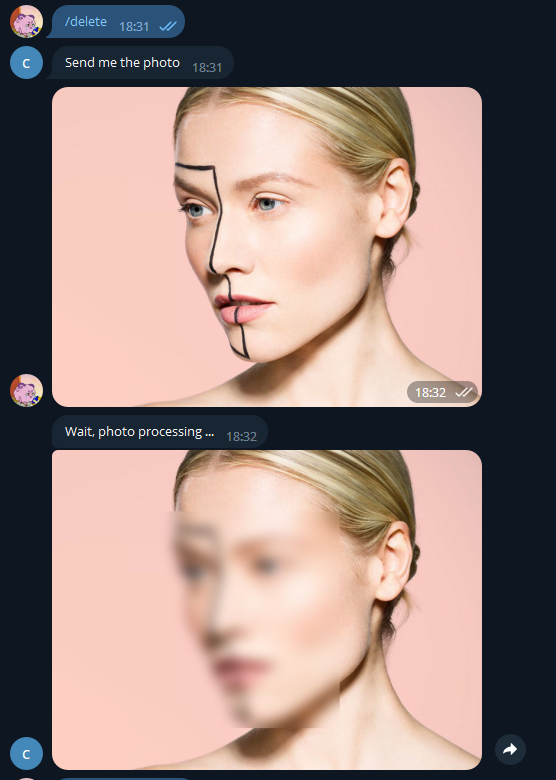 /delete 18:31
C Send me the photo 18:31
18:32
Wait, photo processing ... 18:32
C